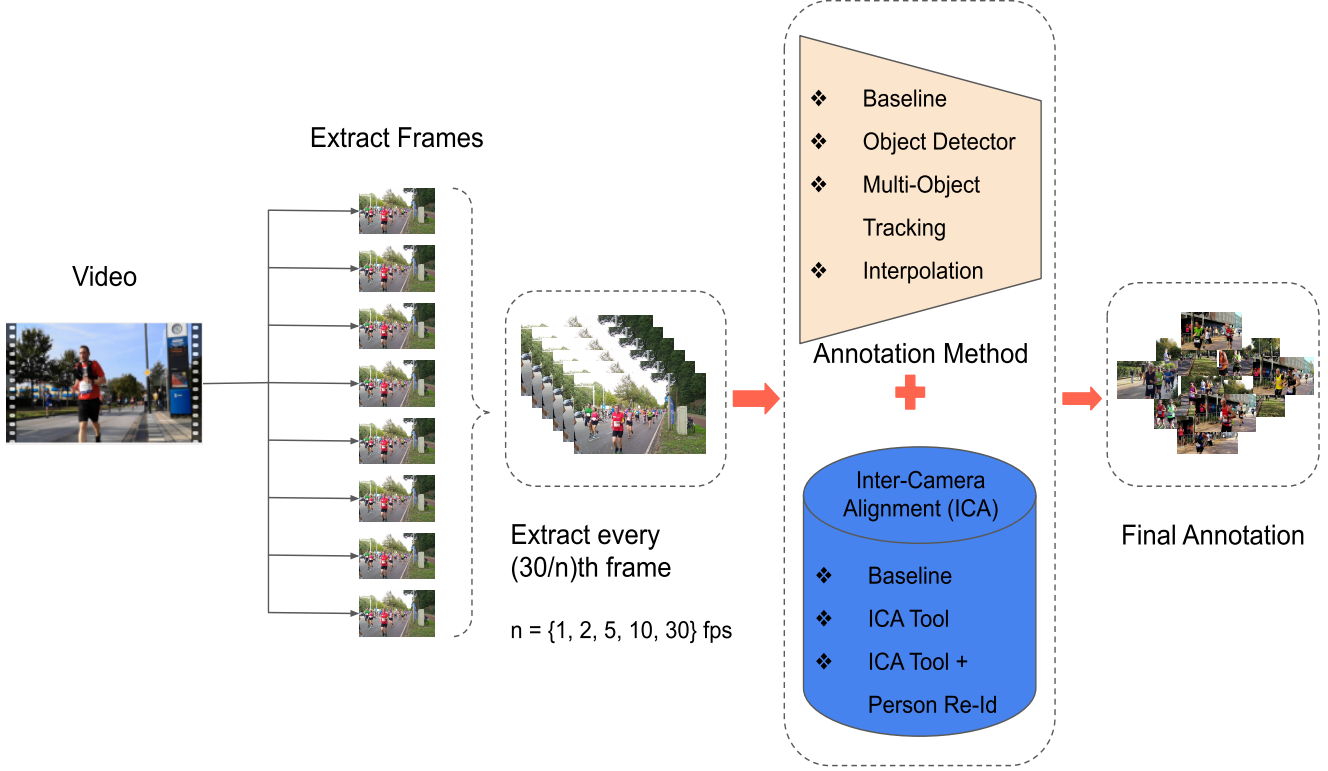 Video
Extract Frames
Extract every
(30/n)th frame
n = {1, 2, 5, 10, 30} fps
❖ Baseline
❖ Object Detector
❖ Multi-Object
Tracking
❖ Interpolation
Annotation Method
Inter-Camera
Alignment (ICA)
❖ Baseline
❖ ICA Tool
❖ ICA Tool +
Person Re-Id
Final Annotation